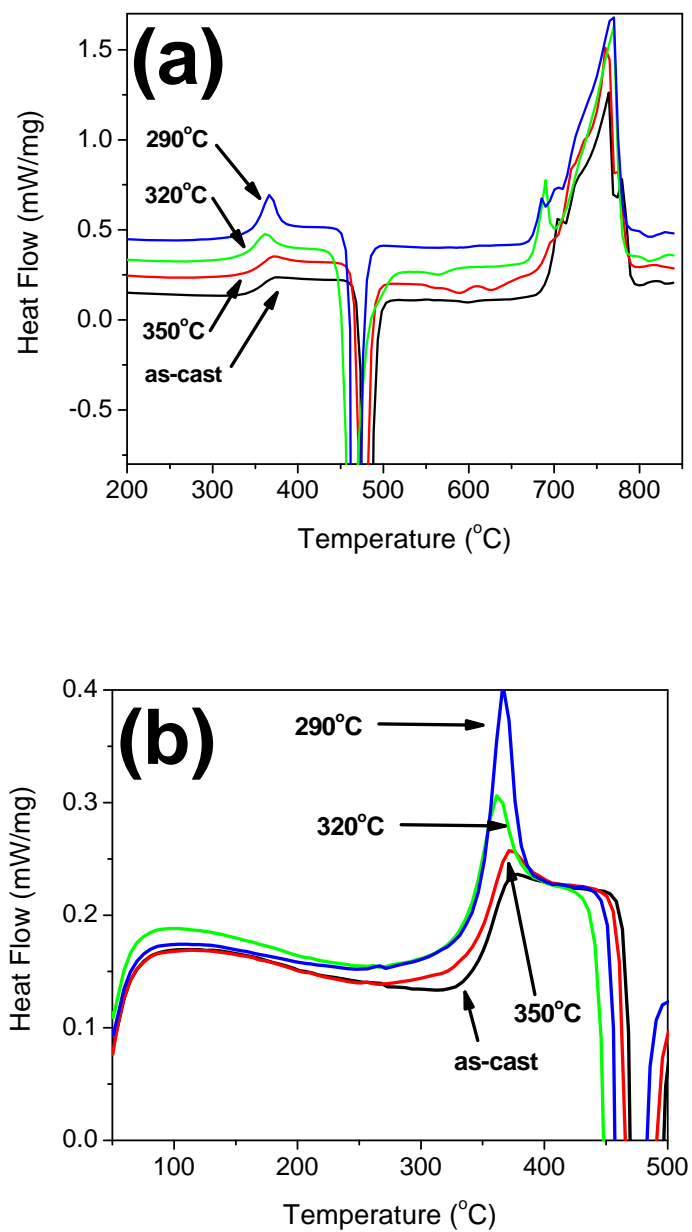 (a)
1.5
1.0
0.5
0.0
-0.5
Heat Flow (mW/mg)
290°C
320°C
350°C
as-cast
200 300 400 500 600 700 800
Temperature (°C)
(b)
0.4
0.3
0.2
0.1
0.0
Heat Flow (mW/mg)
290°C
320°C
350°C
as-cast
100 200 300 400 500
Temperature (°C)